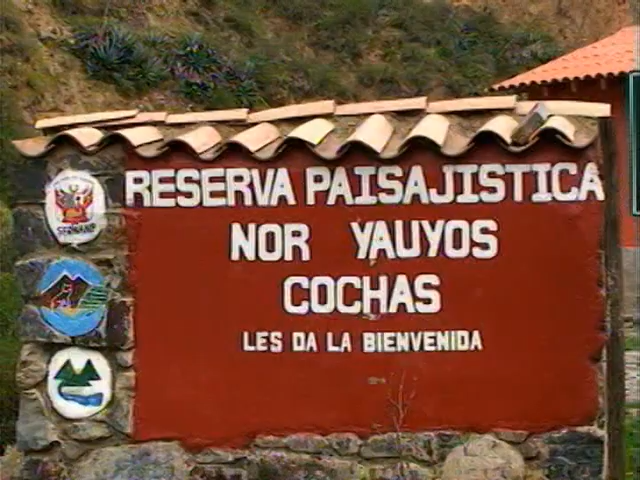 RESERVA PAISAJISTICA
NOR YAUYOS
COCHAS
LES DA LA BIENVENIDA
SERNANP